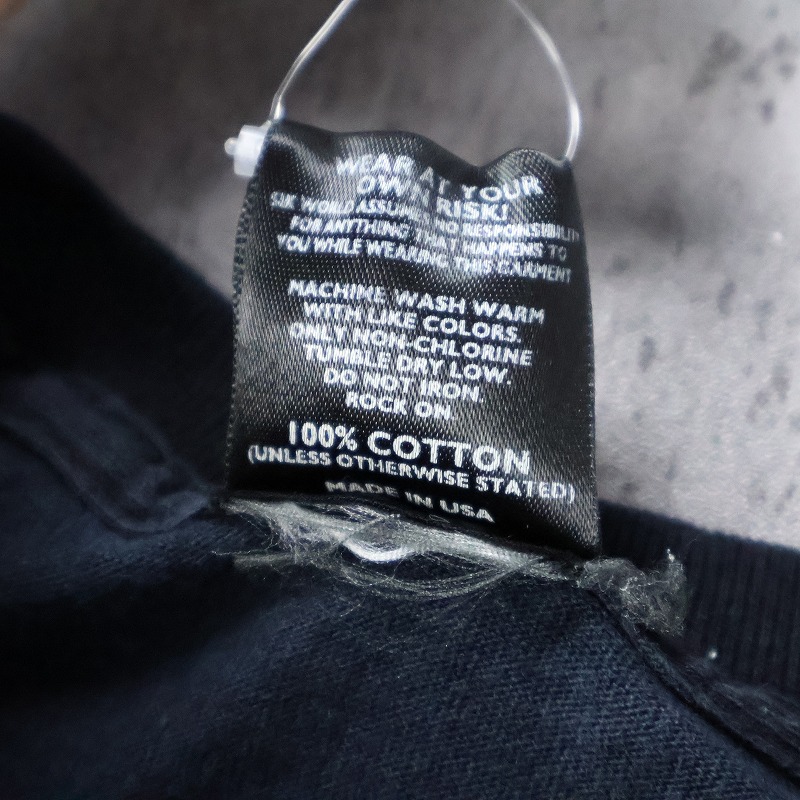 WEAR AT YOUR
OWN RISK!
SEK WORLD ASSUMES NO RESPONSIBILITY
FOR ANYTHING THAT HAPPENS TO
YOU WHILE WEARING THIS GARMENT
MACHINE WASH WARM
WITH LIKE COLORS.
ONLY NON-CHLORINE
TUMBLE DRY LOW.
DO NOT IRON.
ROCK ON.
100% COTTON
(UNLESS OTHERWISE STATED)
MADE IN USA